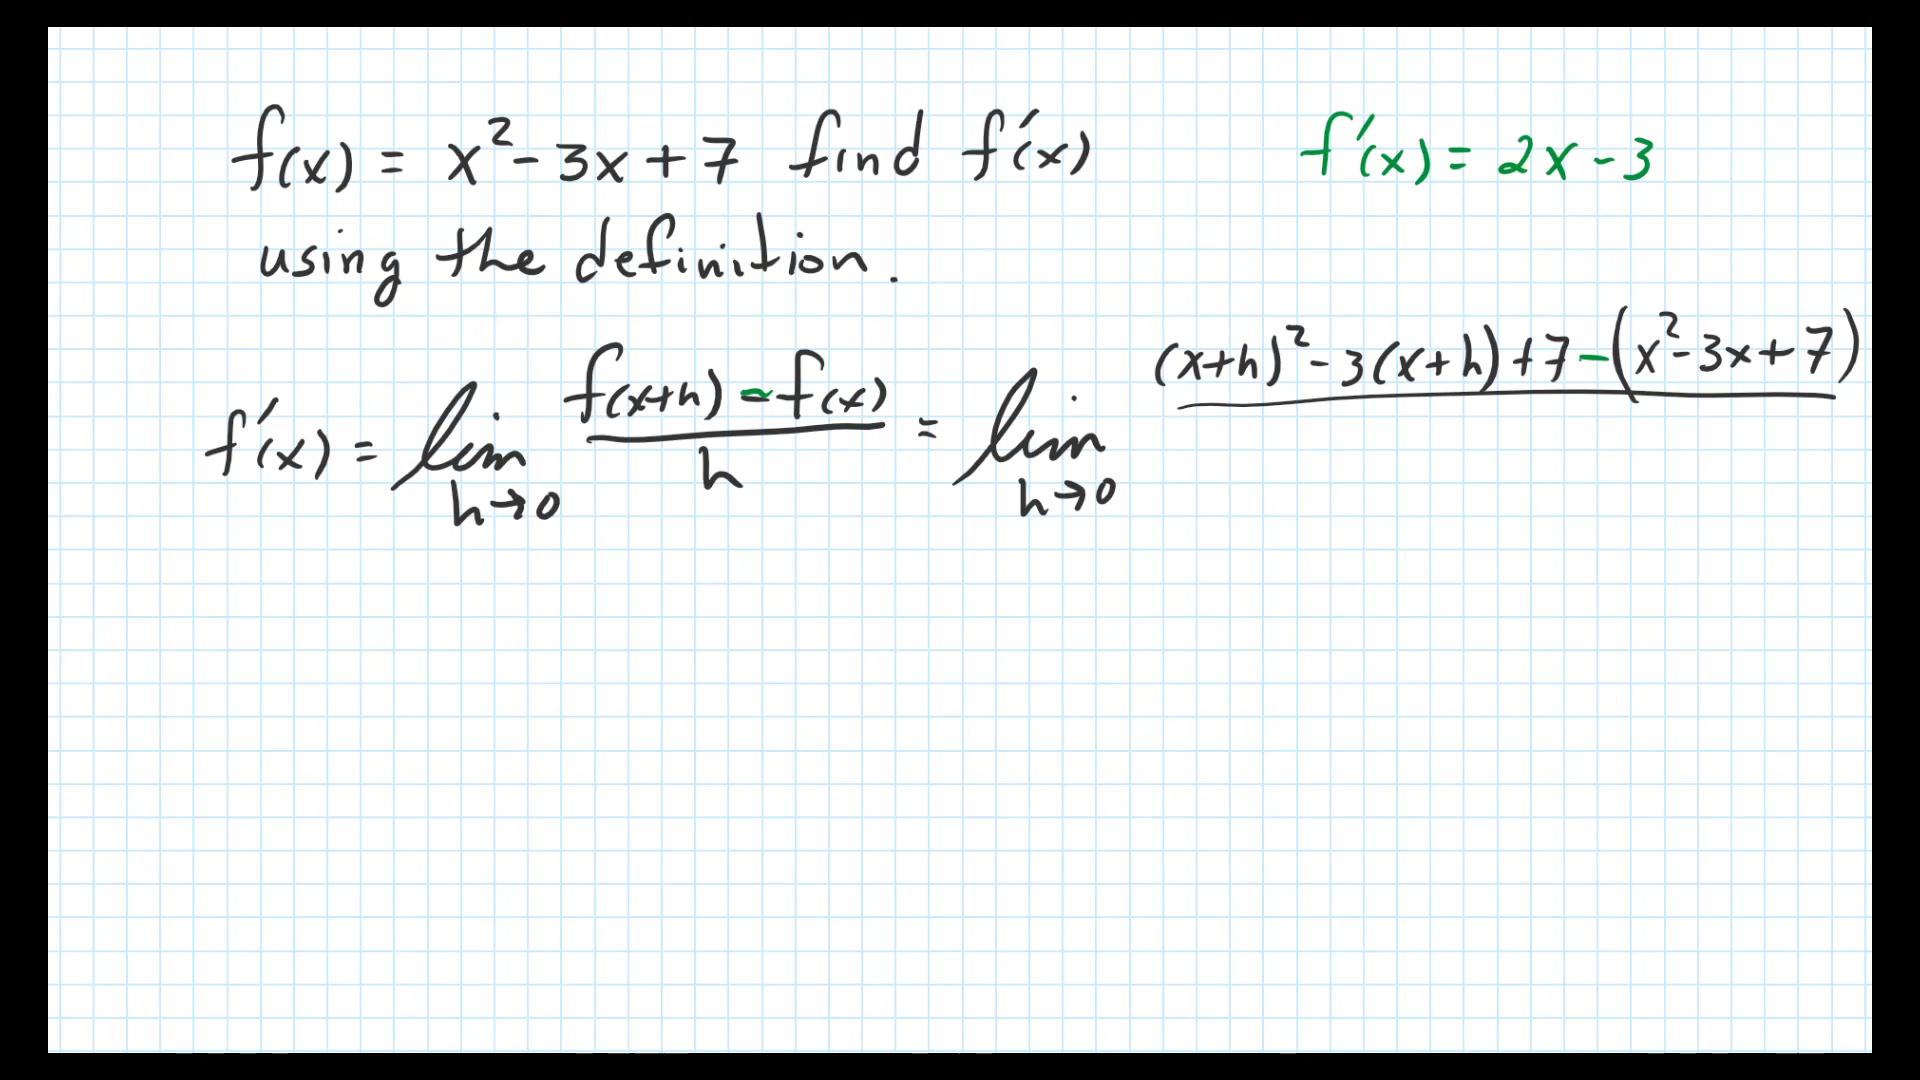 f(x) = x² - 3x + 7 find f'(x)
f'(x) = 2x - 3
using the definition.
f'(x) = lim h→0 (f(x+h) - f(x))/h = lim h→0 (x+h)² - 3(x+h) + 7 - (x² - 3x + 7)